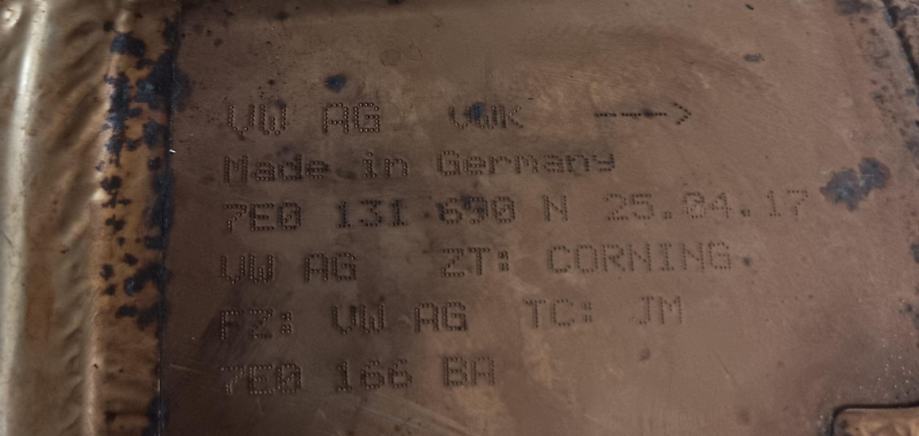 VW AG VWK --->
Made in Germany
7E0 131 690 N 25.04.17
VW AG ZT: CORNING
FZ: VW AG TC: JM
7E0 166 BA